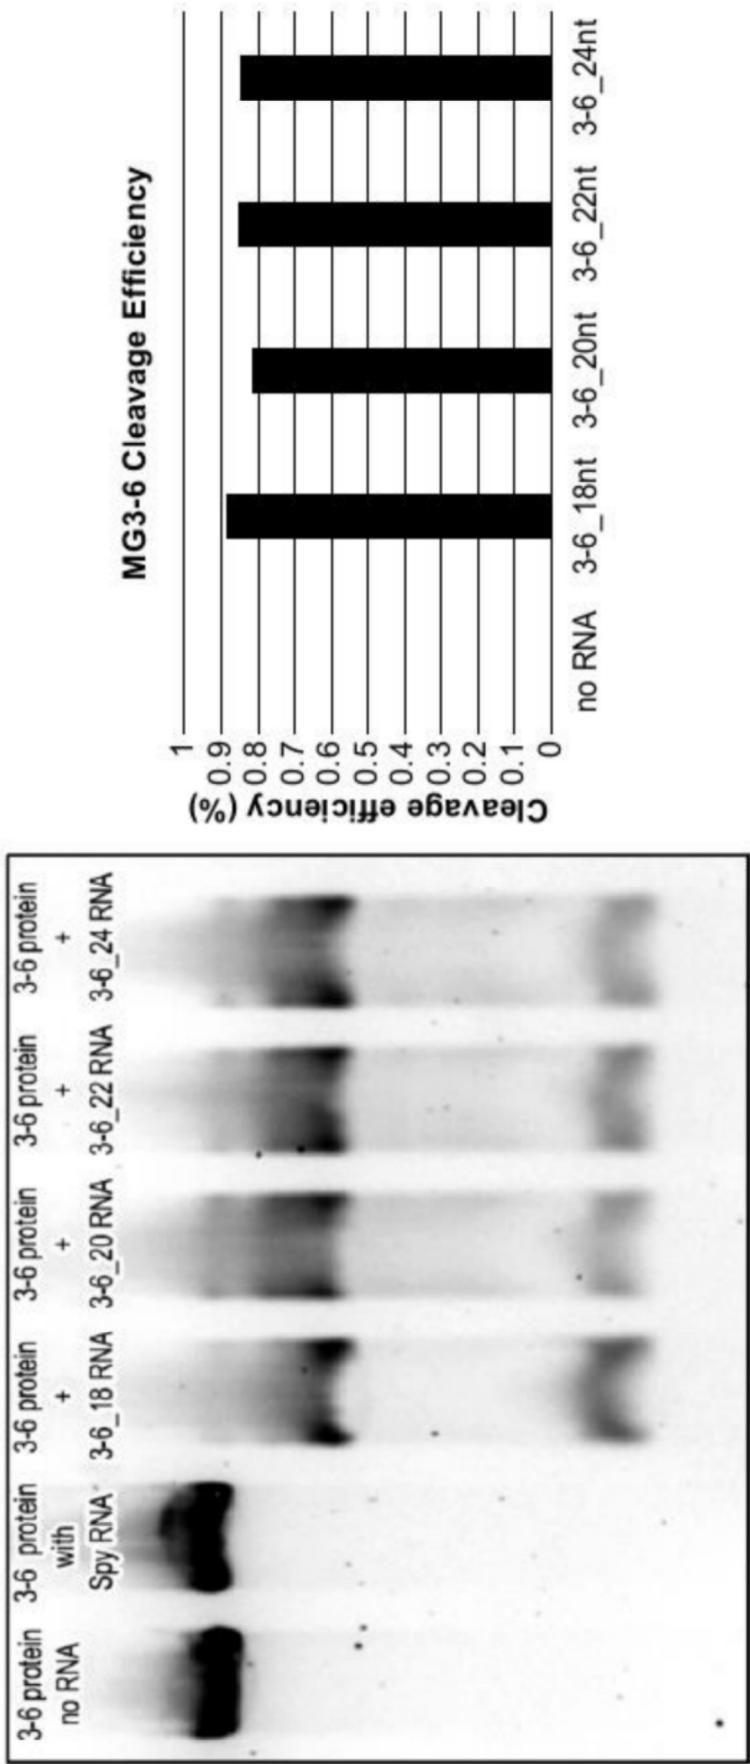 3-6 protein
no RNA
3-6 protein
with
Spy RNA
3-6 protein
+
3-6_18 RNA
3-6 protein
+
3-6_20 RNA
3-6 protein
+
3-6_22 RNA
3-6 protein
+
3-6_24 RNA
MG3-6 Cleavage Efficiency
Cleavage efficiency (%)
1
0.9
0.8
0.7
0.6
0.5
0.4
0.3
0.2
0.1
0
no RNA 3-6_18nt 3-6_20nt 3-6_22nt 3-6_24nt